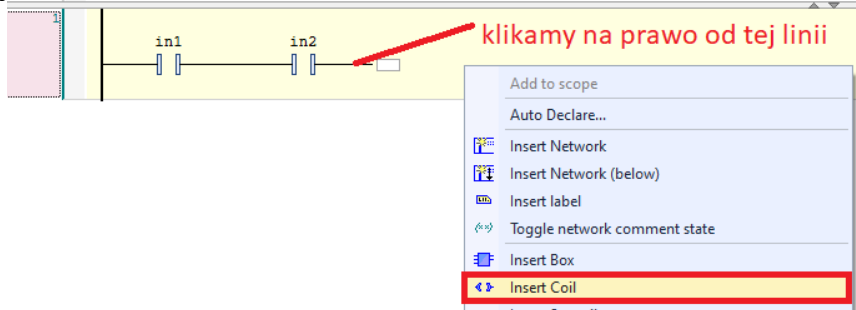 1
in1 in2
klikamy na prawo od tej linii
Add to scope
Auto Declare...
Insert Network
Insert Network (below)
Insert label
Toggle network comment state
Insert Box
Insert Coil